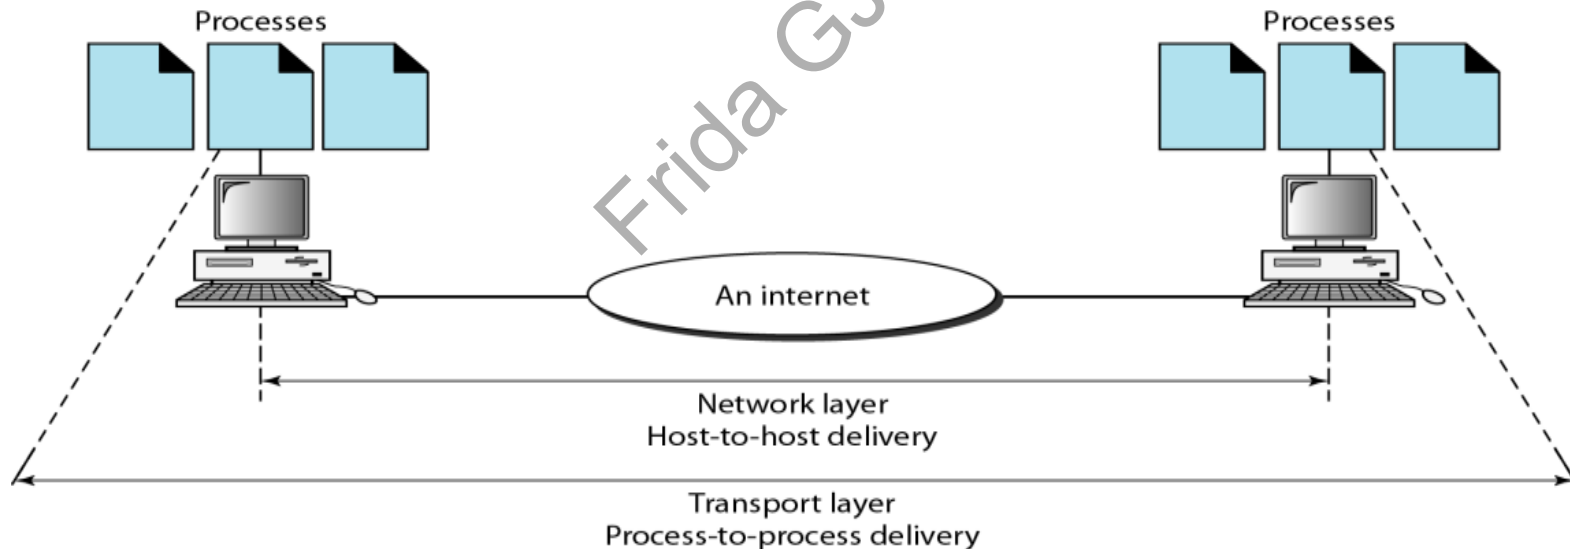 Processes
Processes
Frida
An internet
Network layer
Host-to-host delivery
Transport layer
Process-to-process delivery